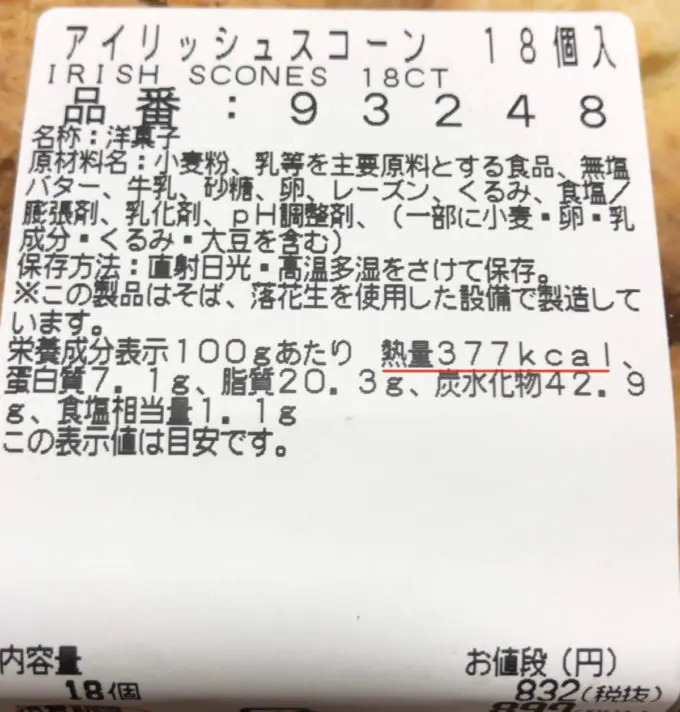 アイリッシュスコーン 18個入
IRISH SCONES 18CT
品番:93248
名称:洋菓子
原材料名:小麦粉、乳等を主要原料とする食品、無塩
バター、牛乳、砂糖、卵、レーズン、くるみ、食塩/
膨張剤、乳化剤、pH調整剤、(一部に小麦・卵・乳
成分・くるみ・大豆を含む)
保存方法:直射日光・高温多湿をさけて保存。
※この製品はそば、落花生を使用した設備で製造して
います。
栄養成分表示100gあたり 熱量377kcal、
蛋白質7.1g、脂質20.3g、炭水化物42.9
g、食塩相当量1.1g
この表示値は目安です。
内容量 お値段(円)
18個 832(税抜)